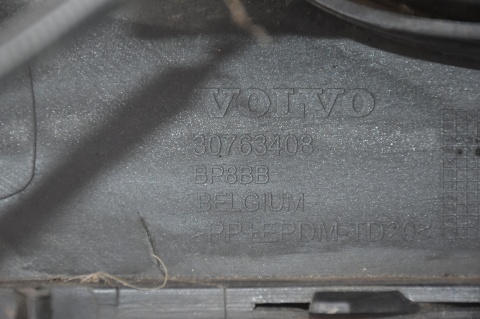 VOLVO
30763408
BP8BB
BELGIUM
>PP+EPDM-TD20<